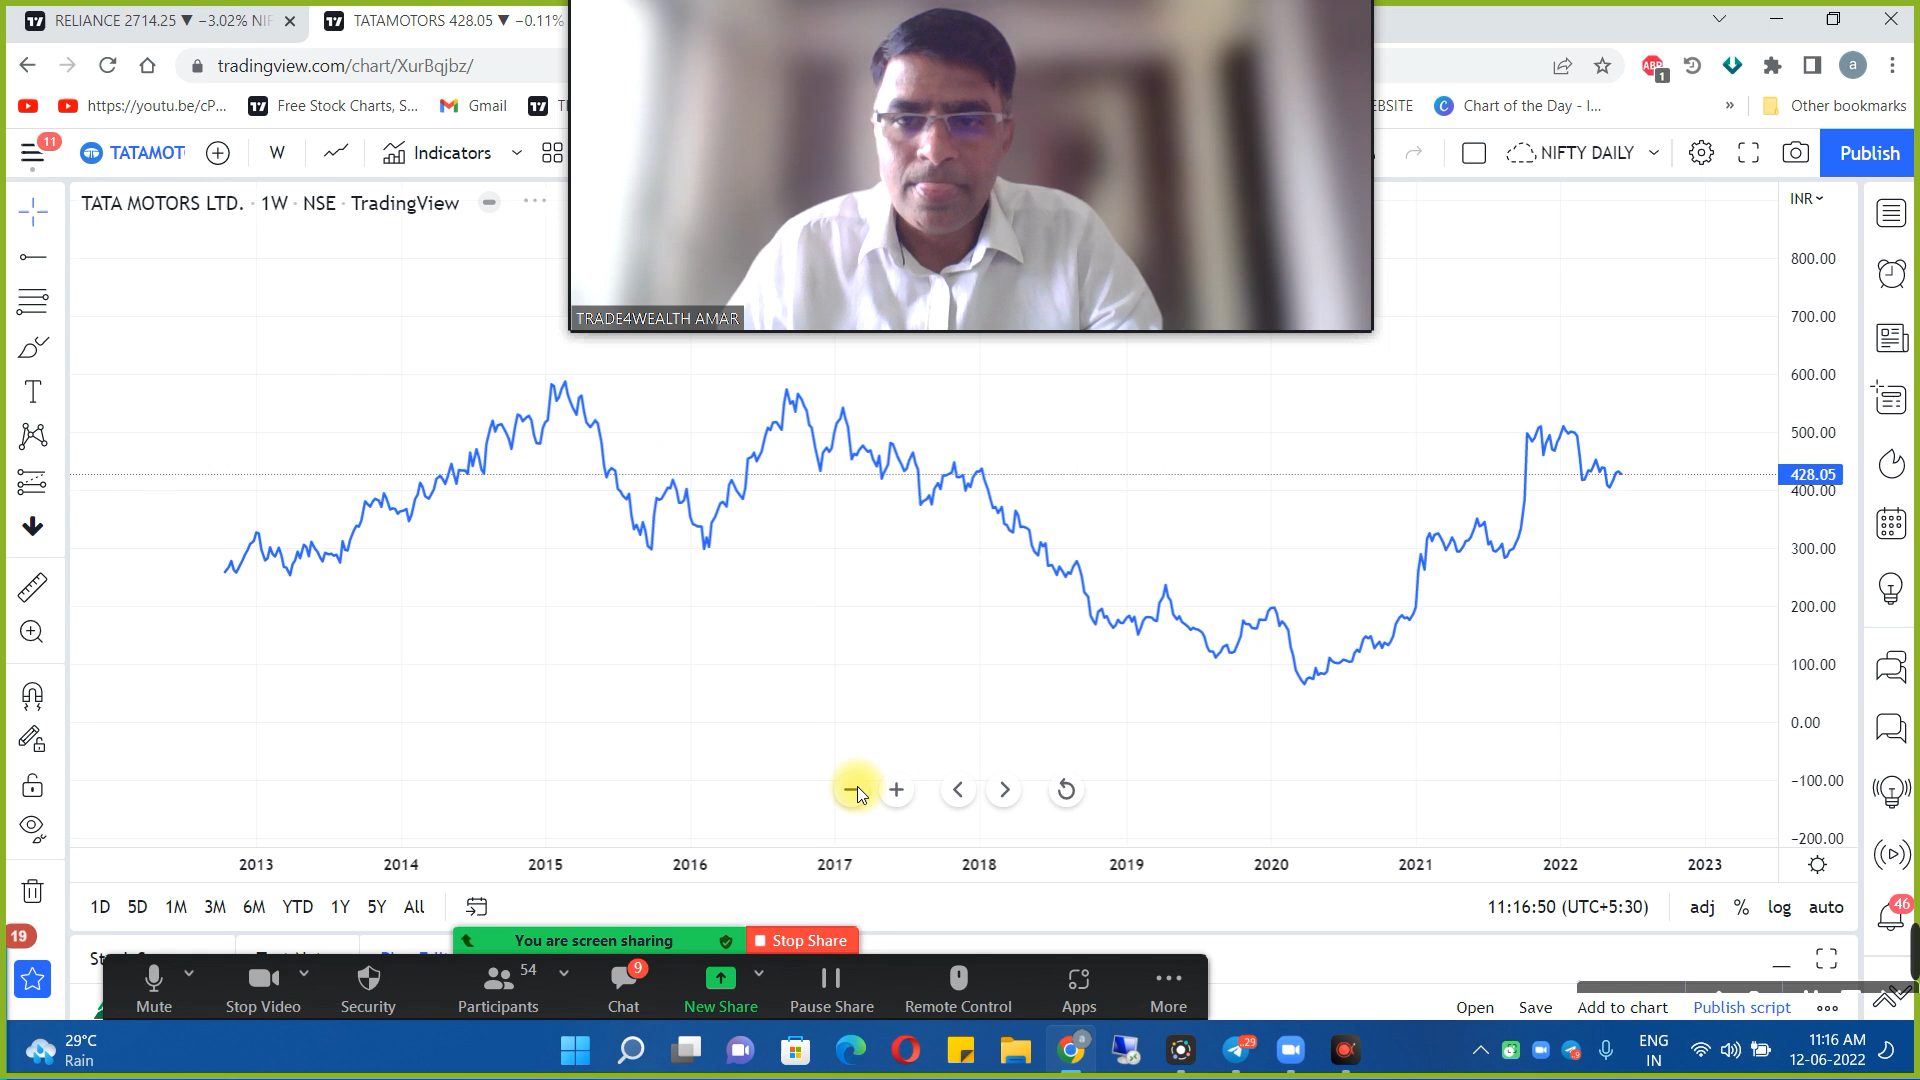 RELIANCE 2714.25 ▼ −3.02% NIF
TATAMOTORS 428.05 ▼ −0.11%
tradingview.com/chart/XurBqjbz/
ABP
1
a
https://youtu.be/cP...
Free Stock Charts, S...
Gmail
EBSITE
Chart of the Day - I...
»
Other bookmarks
11
TATAMOT
W
Indicators
NIFTY DAILY
Publish
TATA MOTORS LTD. · 1W · NSE · TradingView
INR
TRADE4WEALTH AMAR
800.00
700.00
600.00
500.00
428.05
400.00
300.00
200.00
100.00
0.00
−100.00
−200.00
2013 2014 2015 2016 2017 2018 2019 2020 2021 2022 2023
1D 5D 1M 3M 6M YTD 1Y 5Y All
11:16:50 (UTC+5:30)
adj % log auto
46
19
You are screen sharing
Stop Share
54
9
Mute
Stop Video
Security
Participants
Chat
New Share
Pause Share
Remote Control
Apps
More
Open Save Add to chart Publish script
29°C
Rain
29
ENG
IN
11:16 AM
12-06-2022